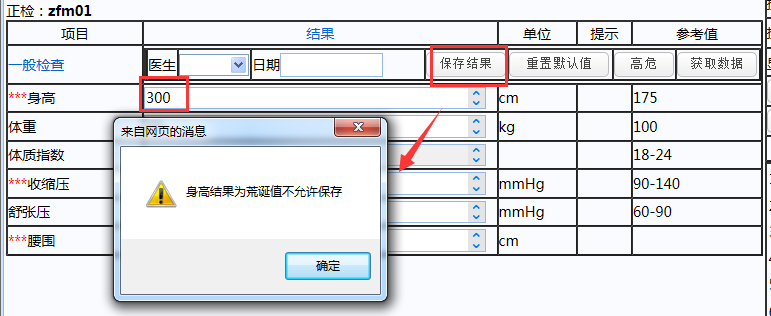 正检：zfm01
项目 结果 单位 提示 参考值
一般检查 医生 日期 保存结果 重置默认值 高危 获取数据
***身高 300 cm 175
体重 kg 100
体质指数 18-24
***收缩压 mmHg 90-140
舒张压 mmHg 60-90
***腰围 cm
来自网页的消息
身高结果为荒诞值不允许保存
确定